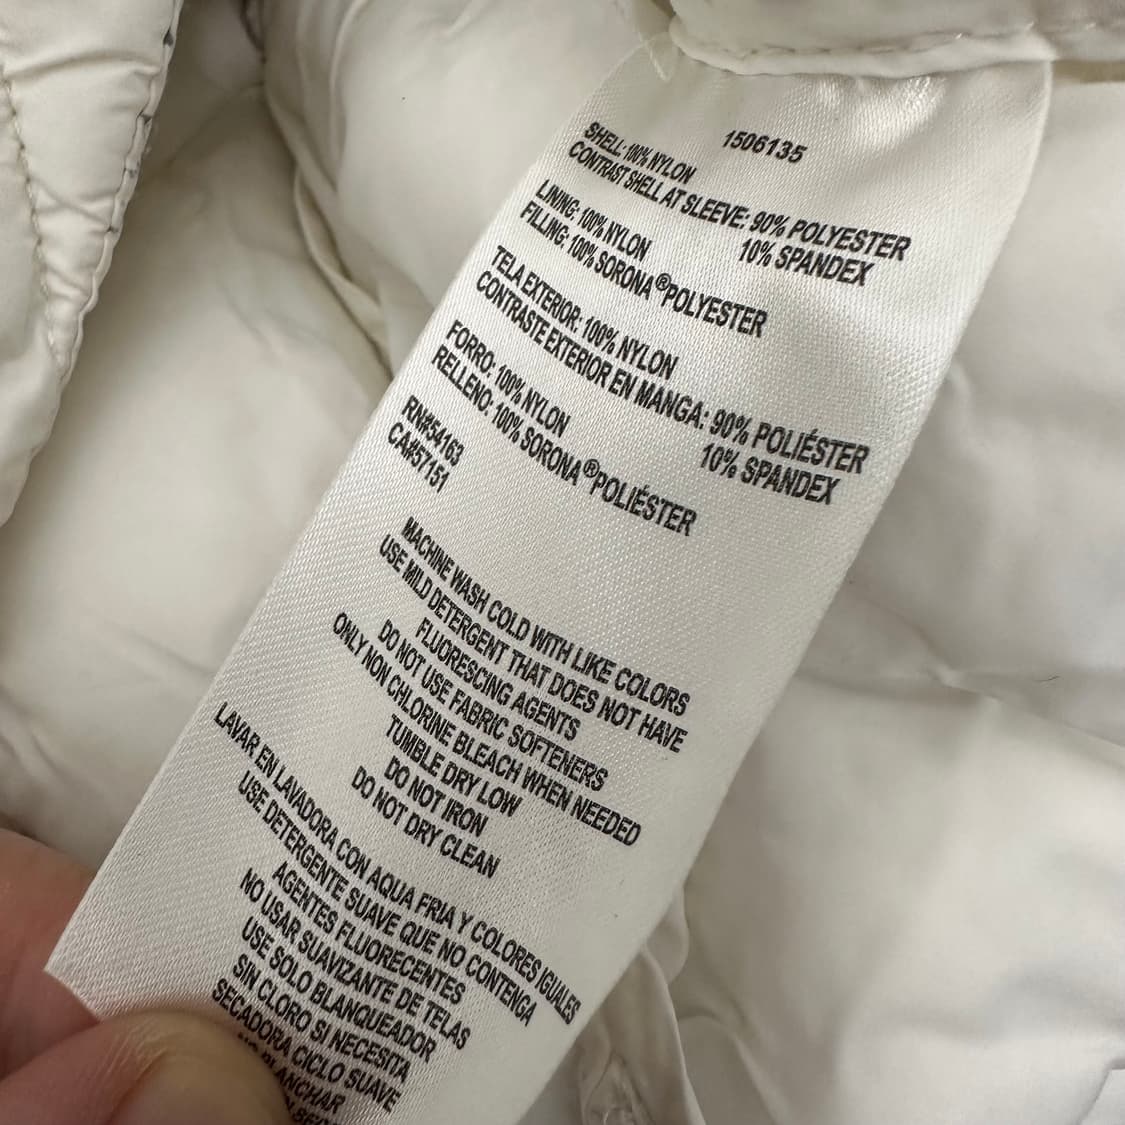 1506135
SHELL: 100% NYLON
CONTRAST SHELL AT SLEEVE: 90% POLYESTER
10% SPANDEX
LINING: 100% NYLON
FILLING: 100% SORONA®POLYESTER
TELA EXTERIOR: 100% NYLON
CONTRASTE EXTERIOR EN MANGA: 90% POLIÉSTER
10% SPANDEX
FORRO: 100% NYLON
RELLENO: 100% SORONA®POLIÉSTER
RN#54163
CA#57151
MACHINE WASH COLD WITH LIKE COLORS
USE MILD DETERGENT THAT DOES NOT HAVE
FLUORESCING AGENTS
DO NOT USE FABRIC SOFTENERS
ONLY NON CHLORINE BLEACH WHEN NEEDED
TUMBLE DRY LOW
DO NOT IRON
DO NOT DRY CLEAN
LAVAR EN LAVADORA CON AQUA FRIA Y COLORES IGUALES
USE DETERGENTE SUAVE QUE NO CONTENGA
AGENTES FLUORECENTES
NO USAR SUAVIZANTE DE TELAS
USE SOLO BLANQUEADOR
SIN CLORO SI NECESITA
SECADORA CICLO SUAVE